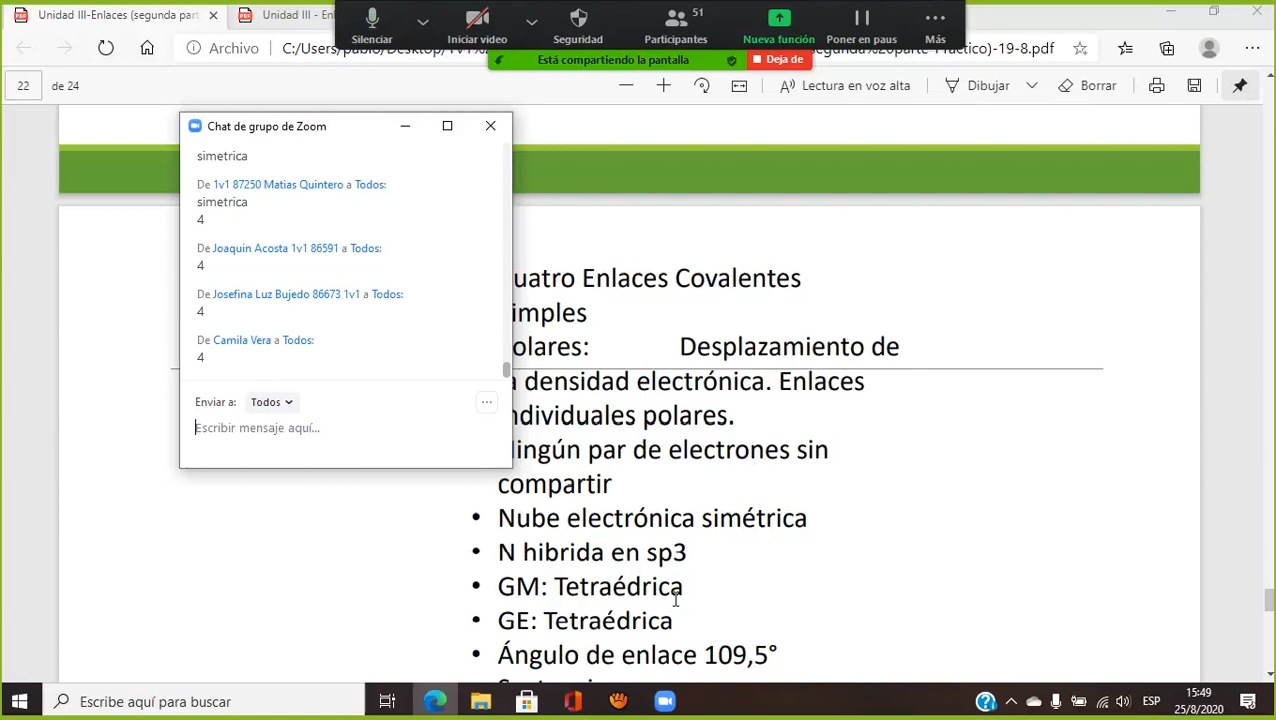 Unidad III-Enlaces (segunda part
Unidad III - En
Silenciar
Iniciar video
Seguridad
51
Participantes
Nueva función
Poner en paus
Más
Archivo
C:/Users/pablo/Desktop/1V1%2
segunda%20parte-Practico)-19-8.pdf
Está compartiendo la pantalla
Deja de
22
de 24
Lectura en voz alta
Dibujar
Borrar
Chat de grupo de Zoom
simetrica
De 1v1 87250 Matias Quintero a Todos:
simetrica
4
De Joaquin Acosta 1v1 86591 a Todos:
4
De Josefina Luz Bujedo 86673 1v1 a Todos:
4
De Camila Vera a Todos:
4
Enviar a: Todos
Escribir mensaje aquí...
uatro Enlaces Covalentes
imples
olares: Desplazamiento de
a densidad electrónica. Enlaces
ndividuales polares.
Ningún par de electrones sin
compartir
• Nube electrónica simétrica
• N hibrida en sp3
• GM: Tetraédrica
• GE: Tetraédrica
• Ángulo de enlace 109,5°
Escribe aquí para buscar
ESP
15:49
25/8/2020